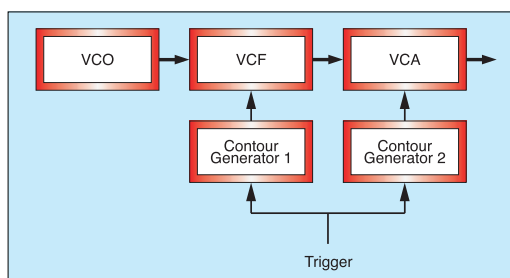 VCO
VCF
VCA
Contour
Generator 1
Contour
Generator 2
Trigger